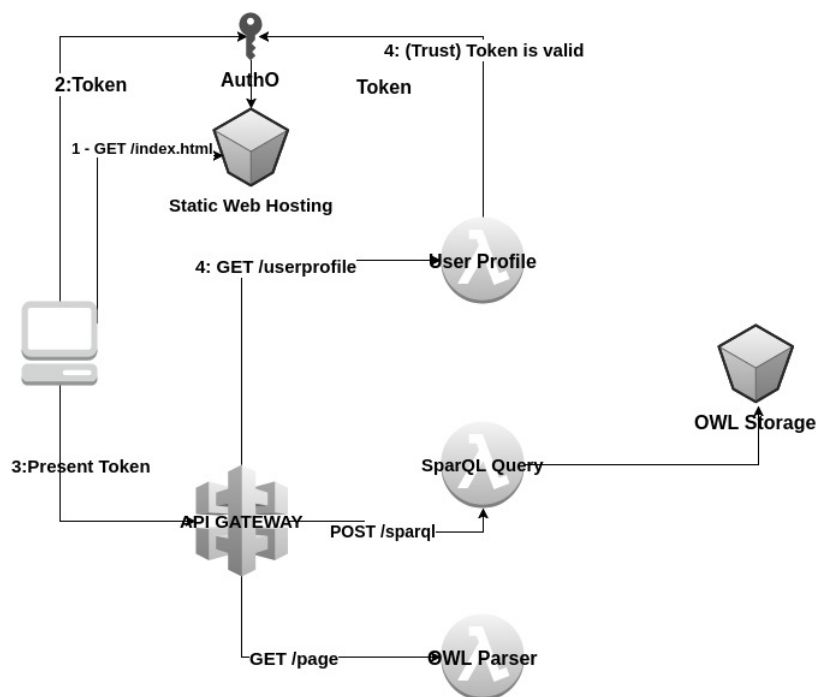 4: (Trust) Token is valid
2:Token
AuthO
Token
1 - GET /index.html
Static Web Hosting
4: GET /userprofile
User Profile
OWL Storage
3:Present Token
SparQL Query
API GATEWAY
POST /sparql
GET /page
OWL Parser